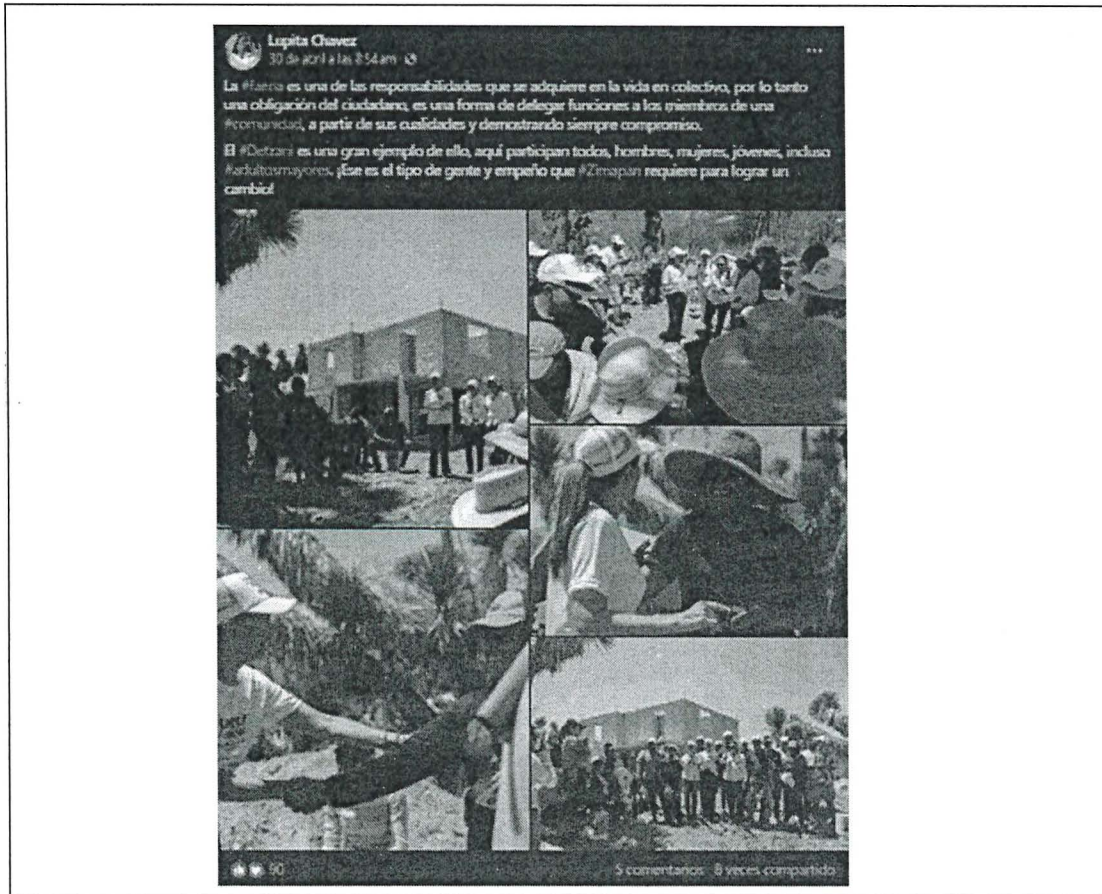 Lupita Chavez
30 de abril a las 8:54 am
La #faena es una de las responsabilidades que se adquiere en la vida en colectivo, por lo tanto
una obligación del ciudadano, es una forma de delegar funciones a los miembros de una
#comunidad, a partir de sus cualidades y demostrando siempre compromiso.
El #Detzani es una gran ejemplo de ello, aquí participan todos, hombres, mujeres, jóvenes, incluso
#adultosmayores. ¡Ese es el tipo de gente y empeño que #Zimapan requiere para lograr un
cambio!
90
5 comentarios 8 veces compartido